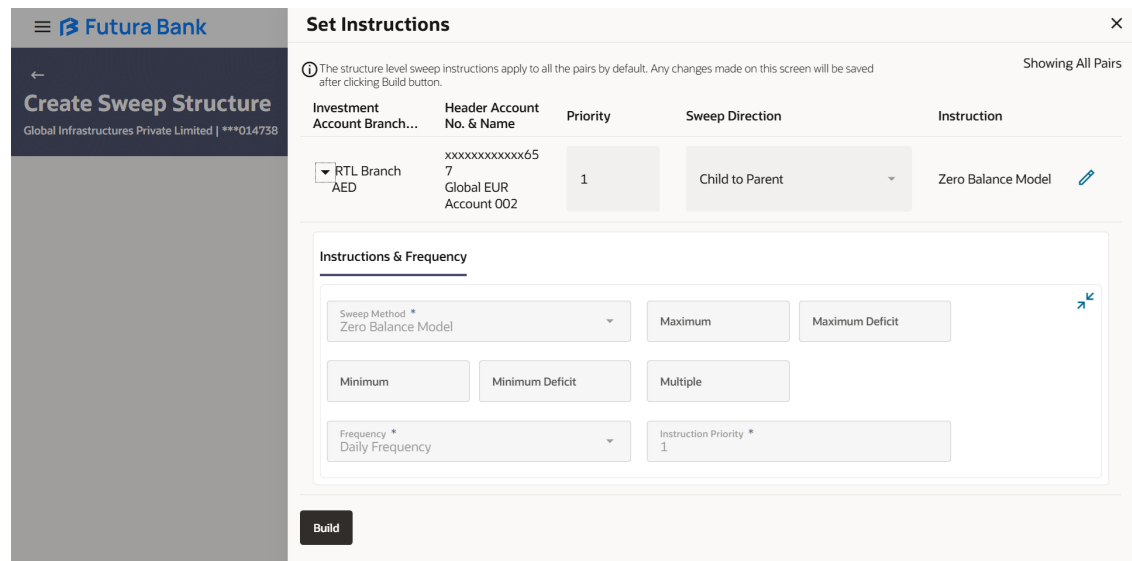 Futura Bank
Set Instructions
←
Create Sweep Structure
Global Infrastructures Private Limited | ***014738
The structure level sweep instructions apply to all the pairs by default. Any changes made on this screen will be saved
after clicking Build button.
Showing All Pairs
Investment
Account Branch...
Header Account
No. & Name
Priority
Sweep Direction
Instruction
RTL Branch
AED
xxxxxxxxxxxx65
7
Global EUR
Account 002
1
Child to Parent
Zero Balance Model
Instructions & Frequency
Sweep Method *
Zero Balance Model
Maximum
Maximum Deficit
Minimum
Minimum Deficit
Multiple
Frequency *
Daily Frequency
Instruction Priority *
1
Build